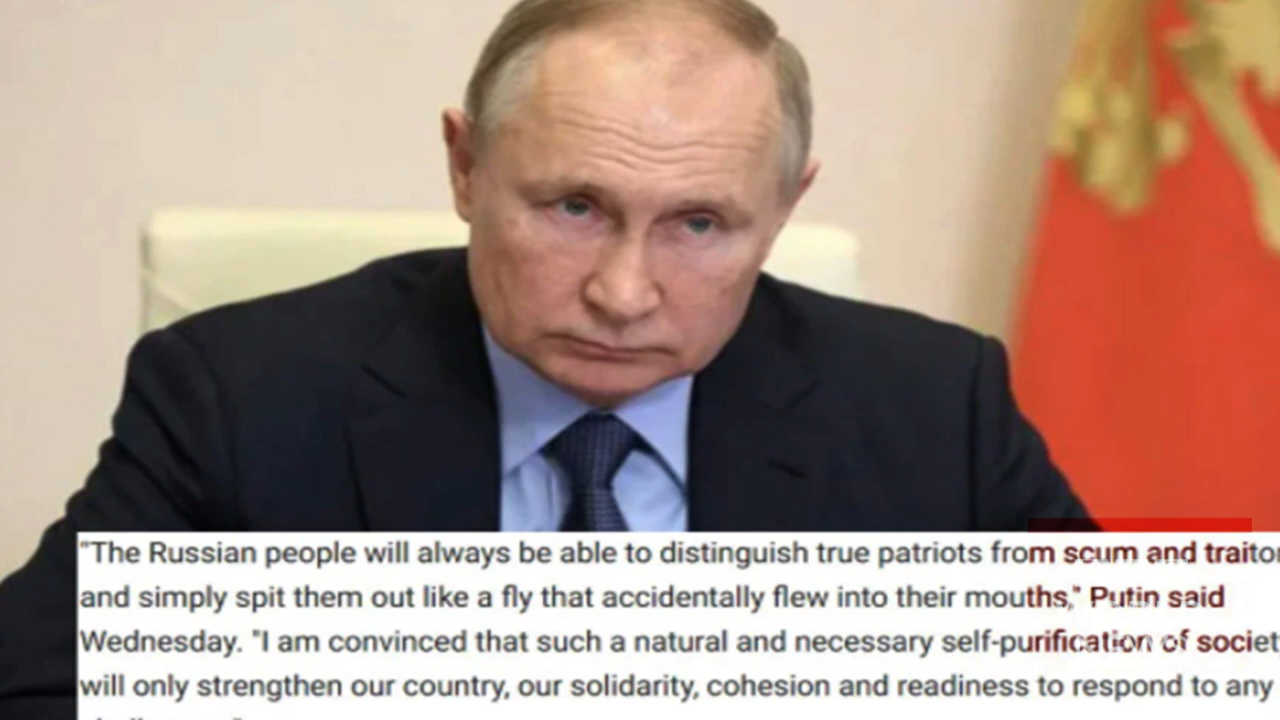 "The Russian people will always be able to distinguish true patriots from scum and traitor
and simply spit them out like a fly that accidentally flew into their mouths," Putin said
Wednesday. "I am convinced that such a natural and necessary self-purification of societ
will only strengthen our country, our solidarity, cohesion and readiness to respond to any